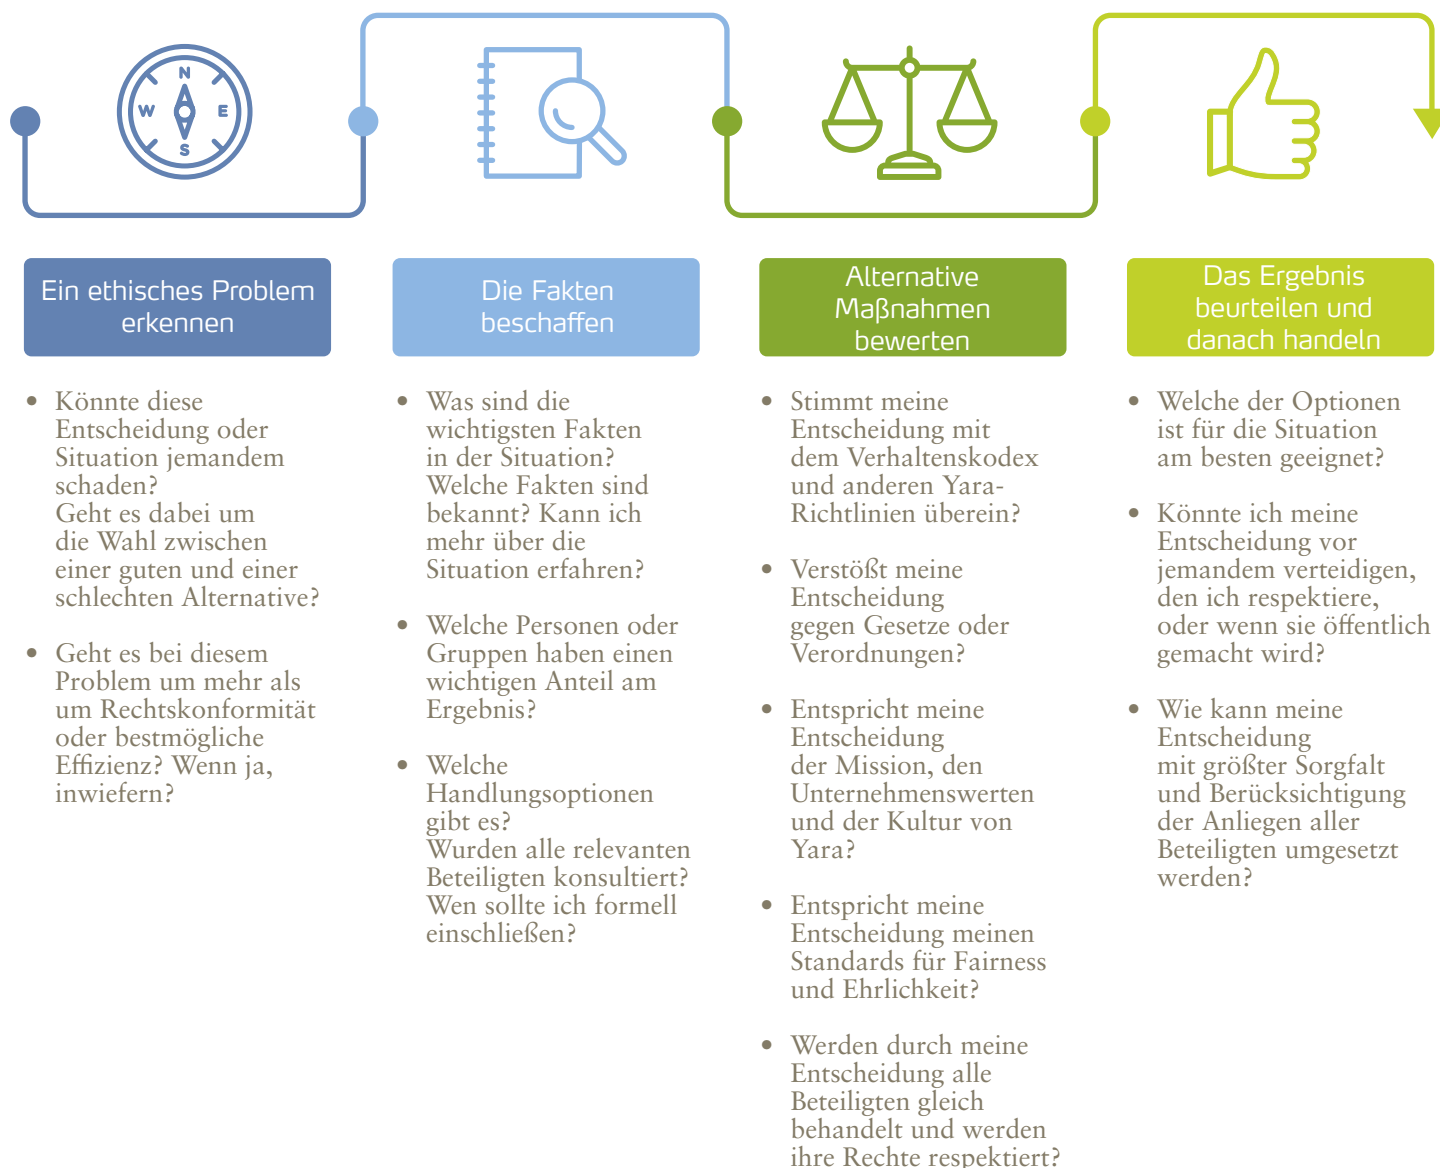 N
W
E
S
Ein ethisches Problem
erkennen
• Könnte diese
Entscheidung oder
Situation jemandem
schaden?
Geht es dabei um
die Wahl zwischen
einer guten und einer
schlechten Alternative?
• Geht es bei diesem
Problem um mehr als
um Rechtskonformität
oder bestmögliche
Effizienz? Wenn ja,
inwiefern?
Die Fakten
beschaffen
• Was sind die
wichtigsten Fakten
in der Situation?
Welche Fakten sind
bekannt? Kann ich
mehr über die
Situation erfahren?
• Welche Personen oder
Gruppen haben einen
wichtigen Anteil am
Ergebnis?
• Welche
Handlungsoptionen
gibt es?
Wurden alle relevanten
Beteiligten konsultiert?
Wen sollte ich formell
einschließen?
Alternative
Maßnahmen
bewerten
• Stimmt meine
Entscheidung mit
dem Verhaltenskodex
und anderen Yara-
Richtlinien überein?
• Verstößt meine
Entscheidung
gegen Gesetze oder
Verordnungen?
• Entspricht meine
Entscheidung
der Mission, den
Unternehmenswerten
und der Kultur von
Yara?
• Entspricht meine
Entscheidung meinen
Standards für Fairness
und Ehrlichkeit?
• Werden durch meine
Entscheidung alle
Beteiligten gleich
behandelt und werden
ihre Rechte respektiert?
Das Ergebnis
beurteilen und
danach handeln
• Welche der Optionen
ist für die Situation
am besten geeignet?
• Könnte ich meine
Entscheidung vor
jemandem verteidigen,
den ich respektiere,
oder wenn sie öffentlich
gemacht wird?
• Wie kann meine
Entscheidung
mit größter Sorgfalt
und Berücksichtigung
der Anliegen aller
Beteiligten umgesetzt
werden?